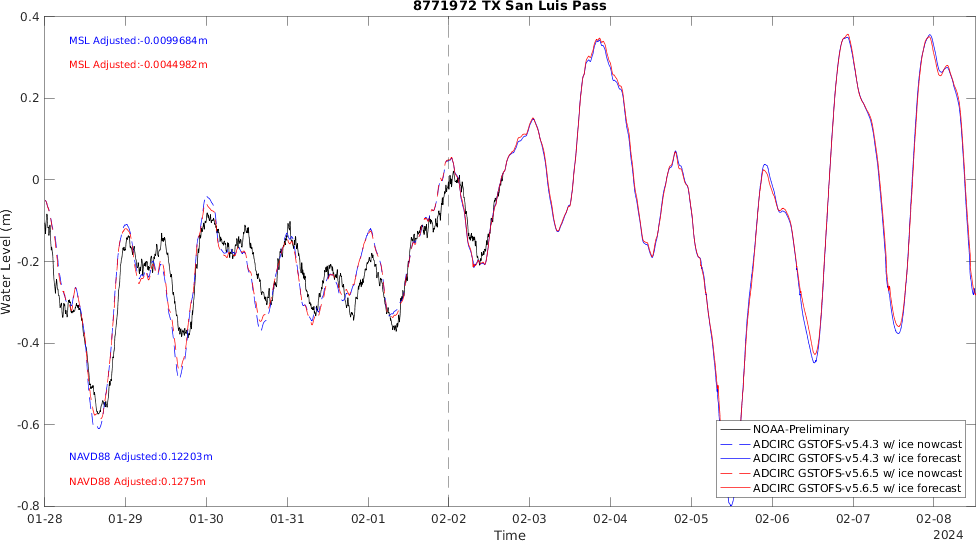 8771972 TX San Luis Pass
0.4
MSL Adjusted:-0.0099684m
MSL Adjusted:-0.0044982m
0.2
0
-0.2
-0.4
-0.6
-0.8
Water Level (m)
NAVD88 Adjusted:0.12203m
NAVD88 Adjusted:0.1275m
NOAA-Preliminary
ADCIRC GSTOFS-v5.4.3 w/ ice nowcast
ADCIRC GSTOFS-v5.4.3 w/ ice forecast
ADCIRC GSTOFS-v5.6.5 w/ ice nowcast
ADCIRC GSTOFS-v5.6.5 w/ ice forecast
01-28 01-29 01-30 01-31 02-01 02-02 02-03 02-04 02-05 02-06 02-07 02-08
Time
2024